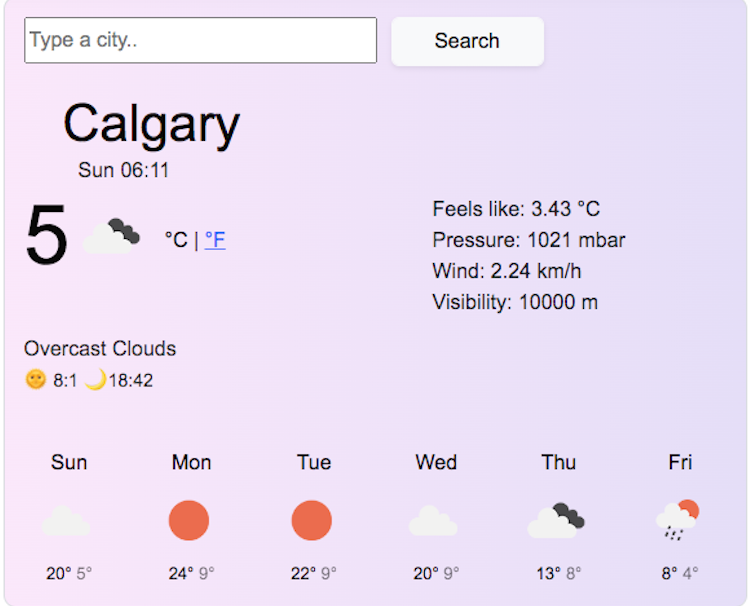 Type a city..
Search
Calgary
Sun 06:11
5 °C | °F
Feels like: 3.43 °C
Pressure: 1021 mbar
Wind: 2.24 km/h
Visibility: 10000 m
Overcast Clouds
🌞 8:1 🌙18:42
Sun Mon Tue Wed Thu Fri
20° 5° 24° 9° 22° 9° 20° 9° 13° 8° 8° 4°